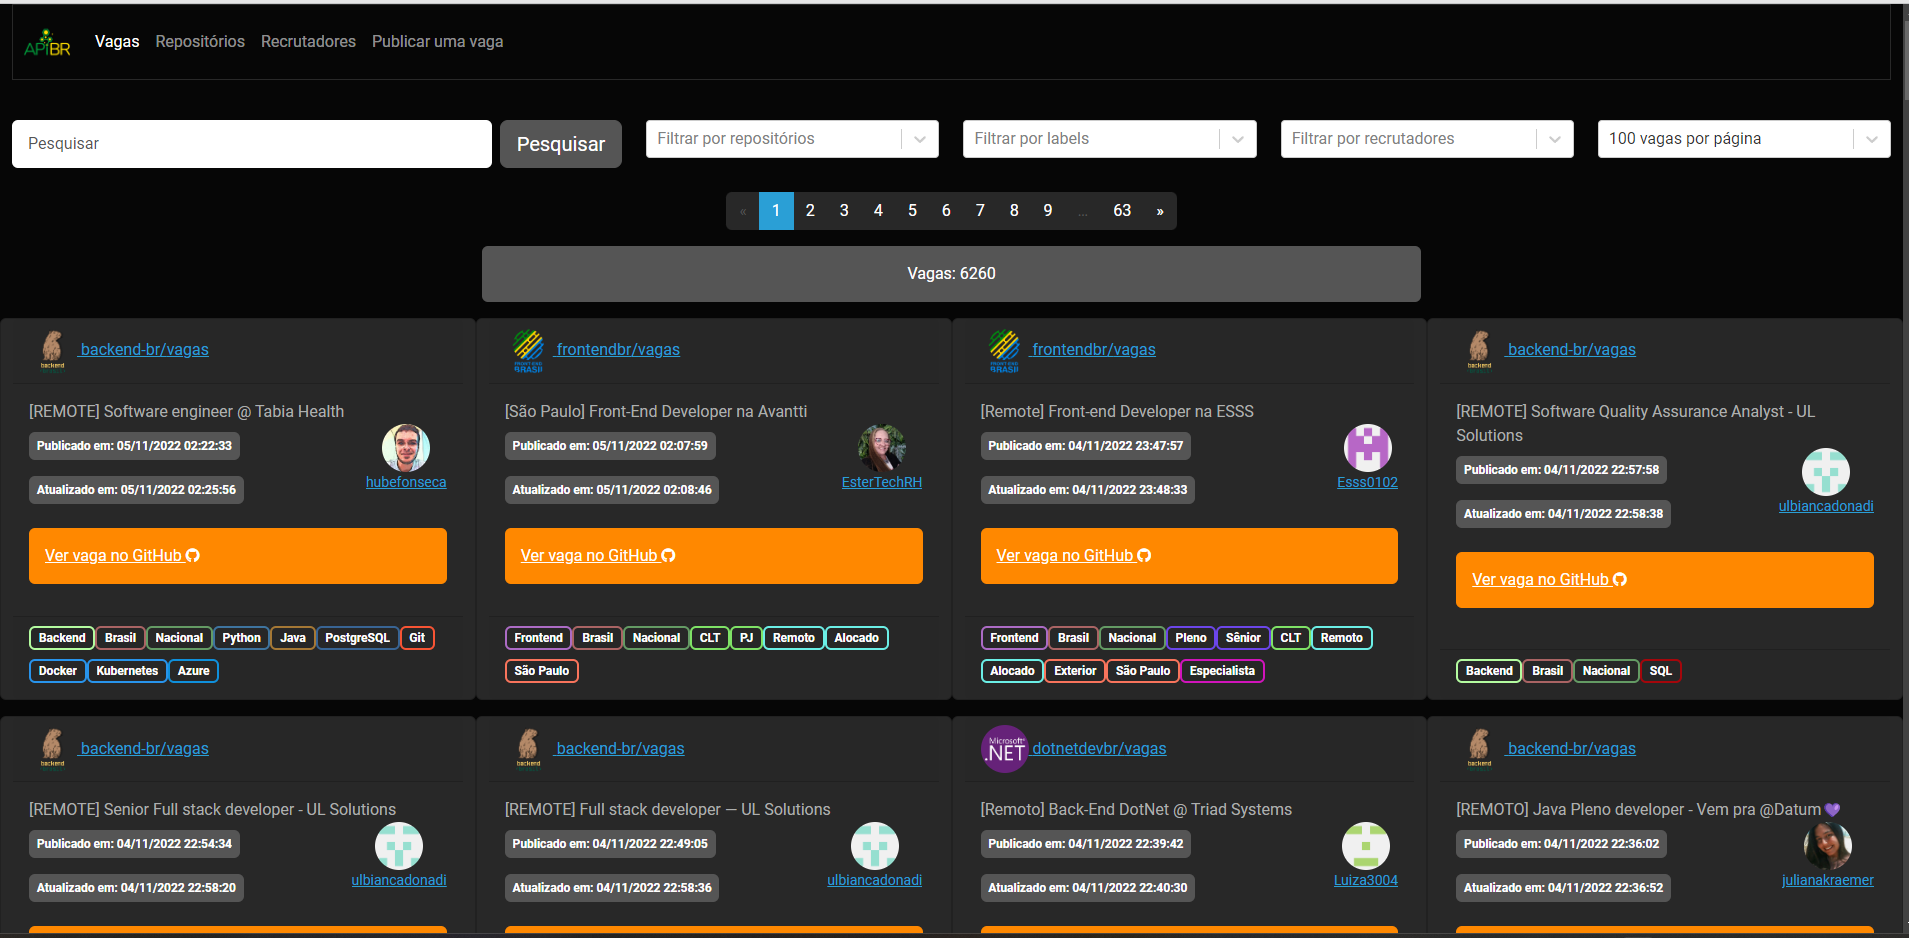 APIBR
Vagas Repositórios Recrutadores Publicar uma vaga
Pesquisar Pesquisar Filtrar por repositórios Filtrar por labels Filtrar por recrutadores 100 vagas por página
« 1 2 3 4 5 6 7 8 9 … 63 »
Vagas: 6260
backend
backend-br/vagas
[REMOTE] Software engineer @ Tabia Health
Publicado em: 05/11/2022 02:22:33
Atualizado em: 05/11/2022 02:25:56
hubefonseca
Ver vaga no GitHub
Backend Brasil Nacional Python Java PostgreSQL Git
Docker Kubernetes Azure
FRONT-END
BRASIL
frontendbr/vagas
[São Paulo] Front-End Developer na Avantti
Publicado em: 05/11/2022 02:07:59
Atualizado em: 05/11/2022 02:08:46
EsterTechRH
Ver vaga no GitHub
Frontend Brasil Nacional CLT PJ Remoto Alocado
São Paulo
FRONT-END
BRASIL
frontendbr/vagas
[Remote] Front-end Developer na ESSS
Publicado em: 04/11/2022 23:47:57
Atualizado em: 04/11/2022 23:48:33
Esss0102
Ver vaga no GitHub
Frontend Brasil Nacional Pleno Sênior CLT Remoto
Alocado Exterior São Paulo Especialista
backend
backend-br/vagas
[REMOTE] Software Quality Assurance Analyst - UL
Solutions
Publicado em: 04/11/2022 22:57:58
Atualizado em: 04/11/2022 22:58:38
ulbiancadonadi
Ver vaga no GitHub
Backend Brasil Nacional SQL
backend
backend-br/vagas
[REMOTE] Senior Full stack developer - UL Solutions
Publicado em: 04/11/2022 22:54:34
Atualizado em: 04/11/2022 22:58:20
ulbiancadonadi
backend
backend-br/vagas
[REMOTE] Full stack developer — UL Solutions
Publicado em: 04/11/2022 22:49:05
Atualizado em: 04/11/2022 22:58:36
ulbiancadonadi
Microsoft
.NET
dotnetdevbr/vagas
[Remoto] Back-End DotNet @ Triad Systems
Publicado em: 04/11/2022 22:39:42
Atualizado em: 04/11/2022 22:40:30
Luiza3004
backend
backend-br/vagas
[REMOTO] Java Pleno developer - Vem pra @Datum💜
Publicado em: 04/11/2022 22:36:02
Atualizado em: 04/11/2022 22:36:52
julianakraemer